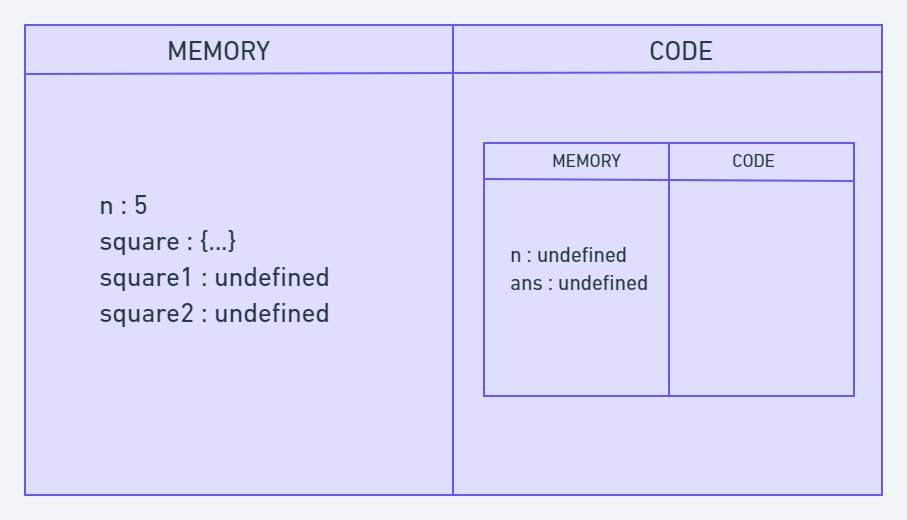 MEMORY
CODE
n : 5
square : {...}
square1 : undefined
square2 : undefined
MEMORY
CODE
n : undefined
ans : undefined